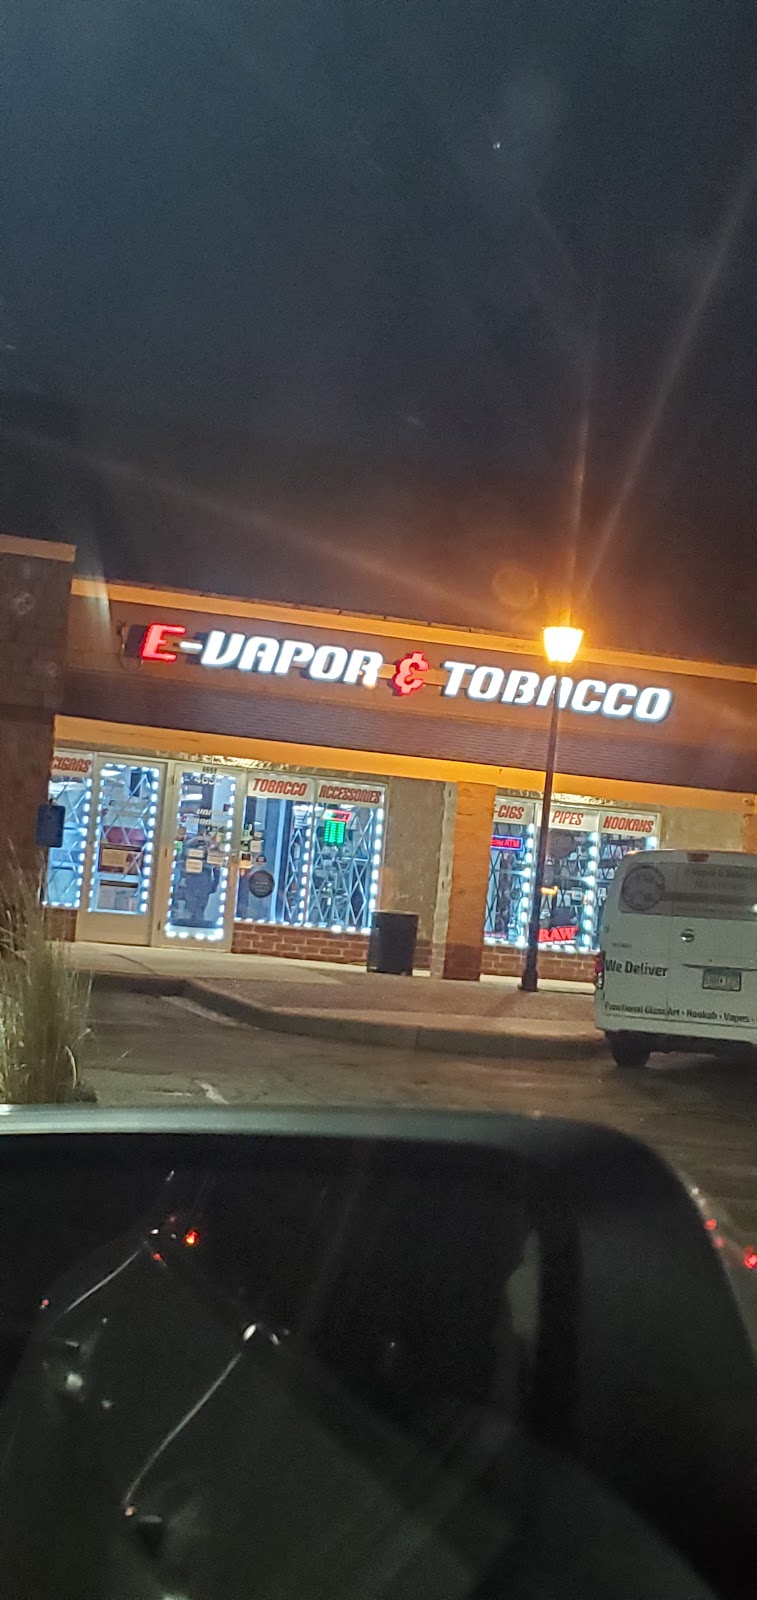 E-VAPOR & TOBACCO
CIGARS
TOBACCO ACCESSORIES
-CIGS PIPES HOOKAHS
ATM
RAW
We Deliver
Functional Glass Art • Hookah • Vapes •